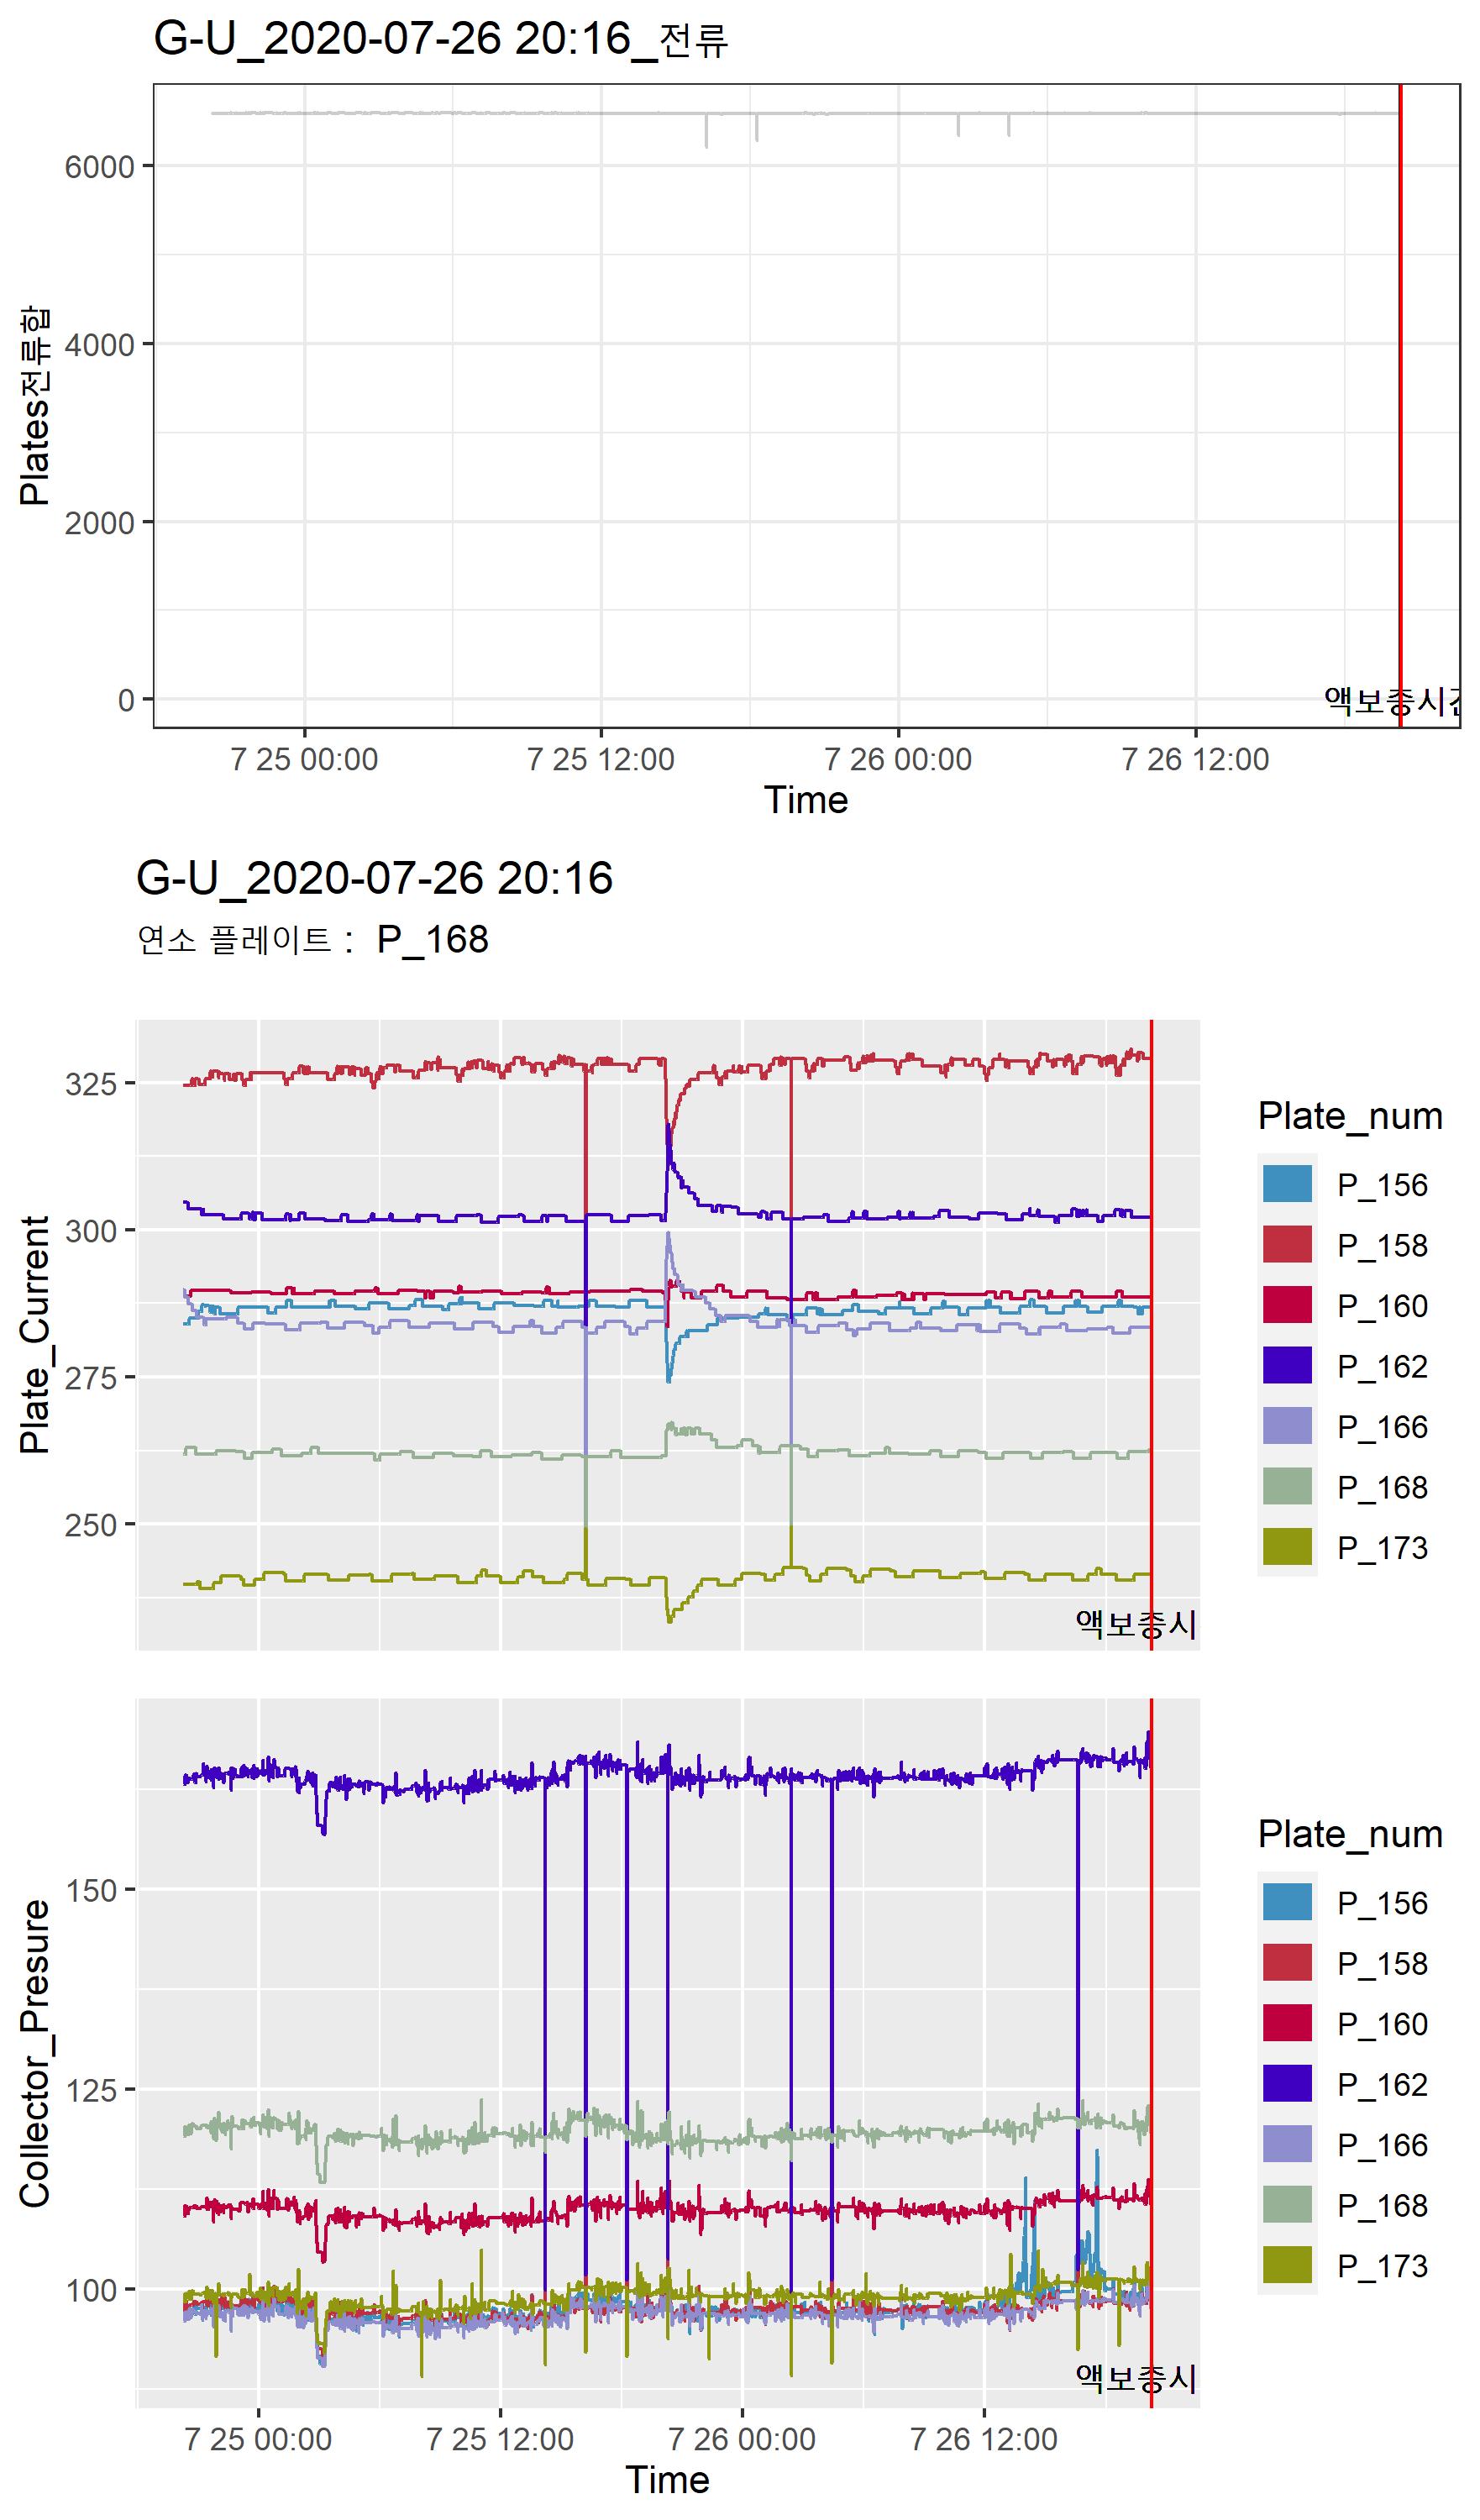 G-U_2020-07-26 20:16_전류
Plates전류합
6000
4000
2000
0
액보증시간
7 25 00:00
7 25 12:00
7 26 00:00
7 26 12:00
Time
G-U_2020-07-26 20:16
연소 플레이트 : P_168
Plate_Current
325
300
275
250
액보증시
Plate_num
P_156
P_158
P_160
P_162
P_166
P_168
P_173
Collector_Presure
150
125
100
액보증시
Plate_num
P_156
P_158
P_160
P_162
P_166
P_168
P_173
7 25 00:00
7 25 12:00
7 26 00:00
7 26 12:00
Time